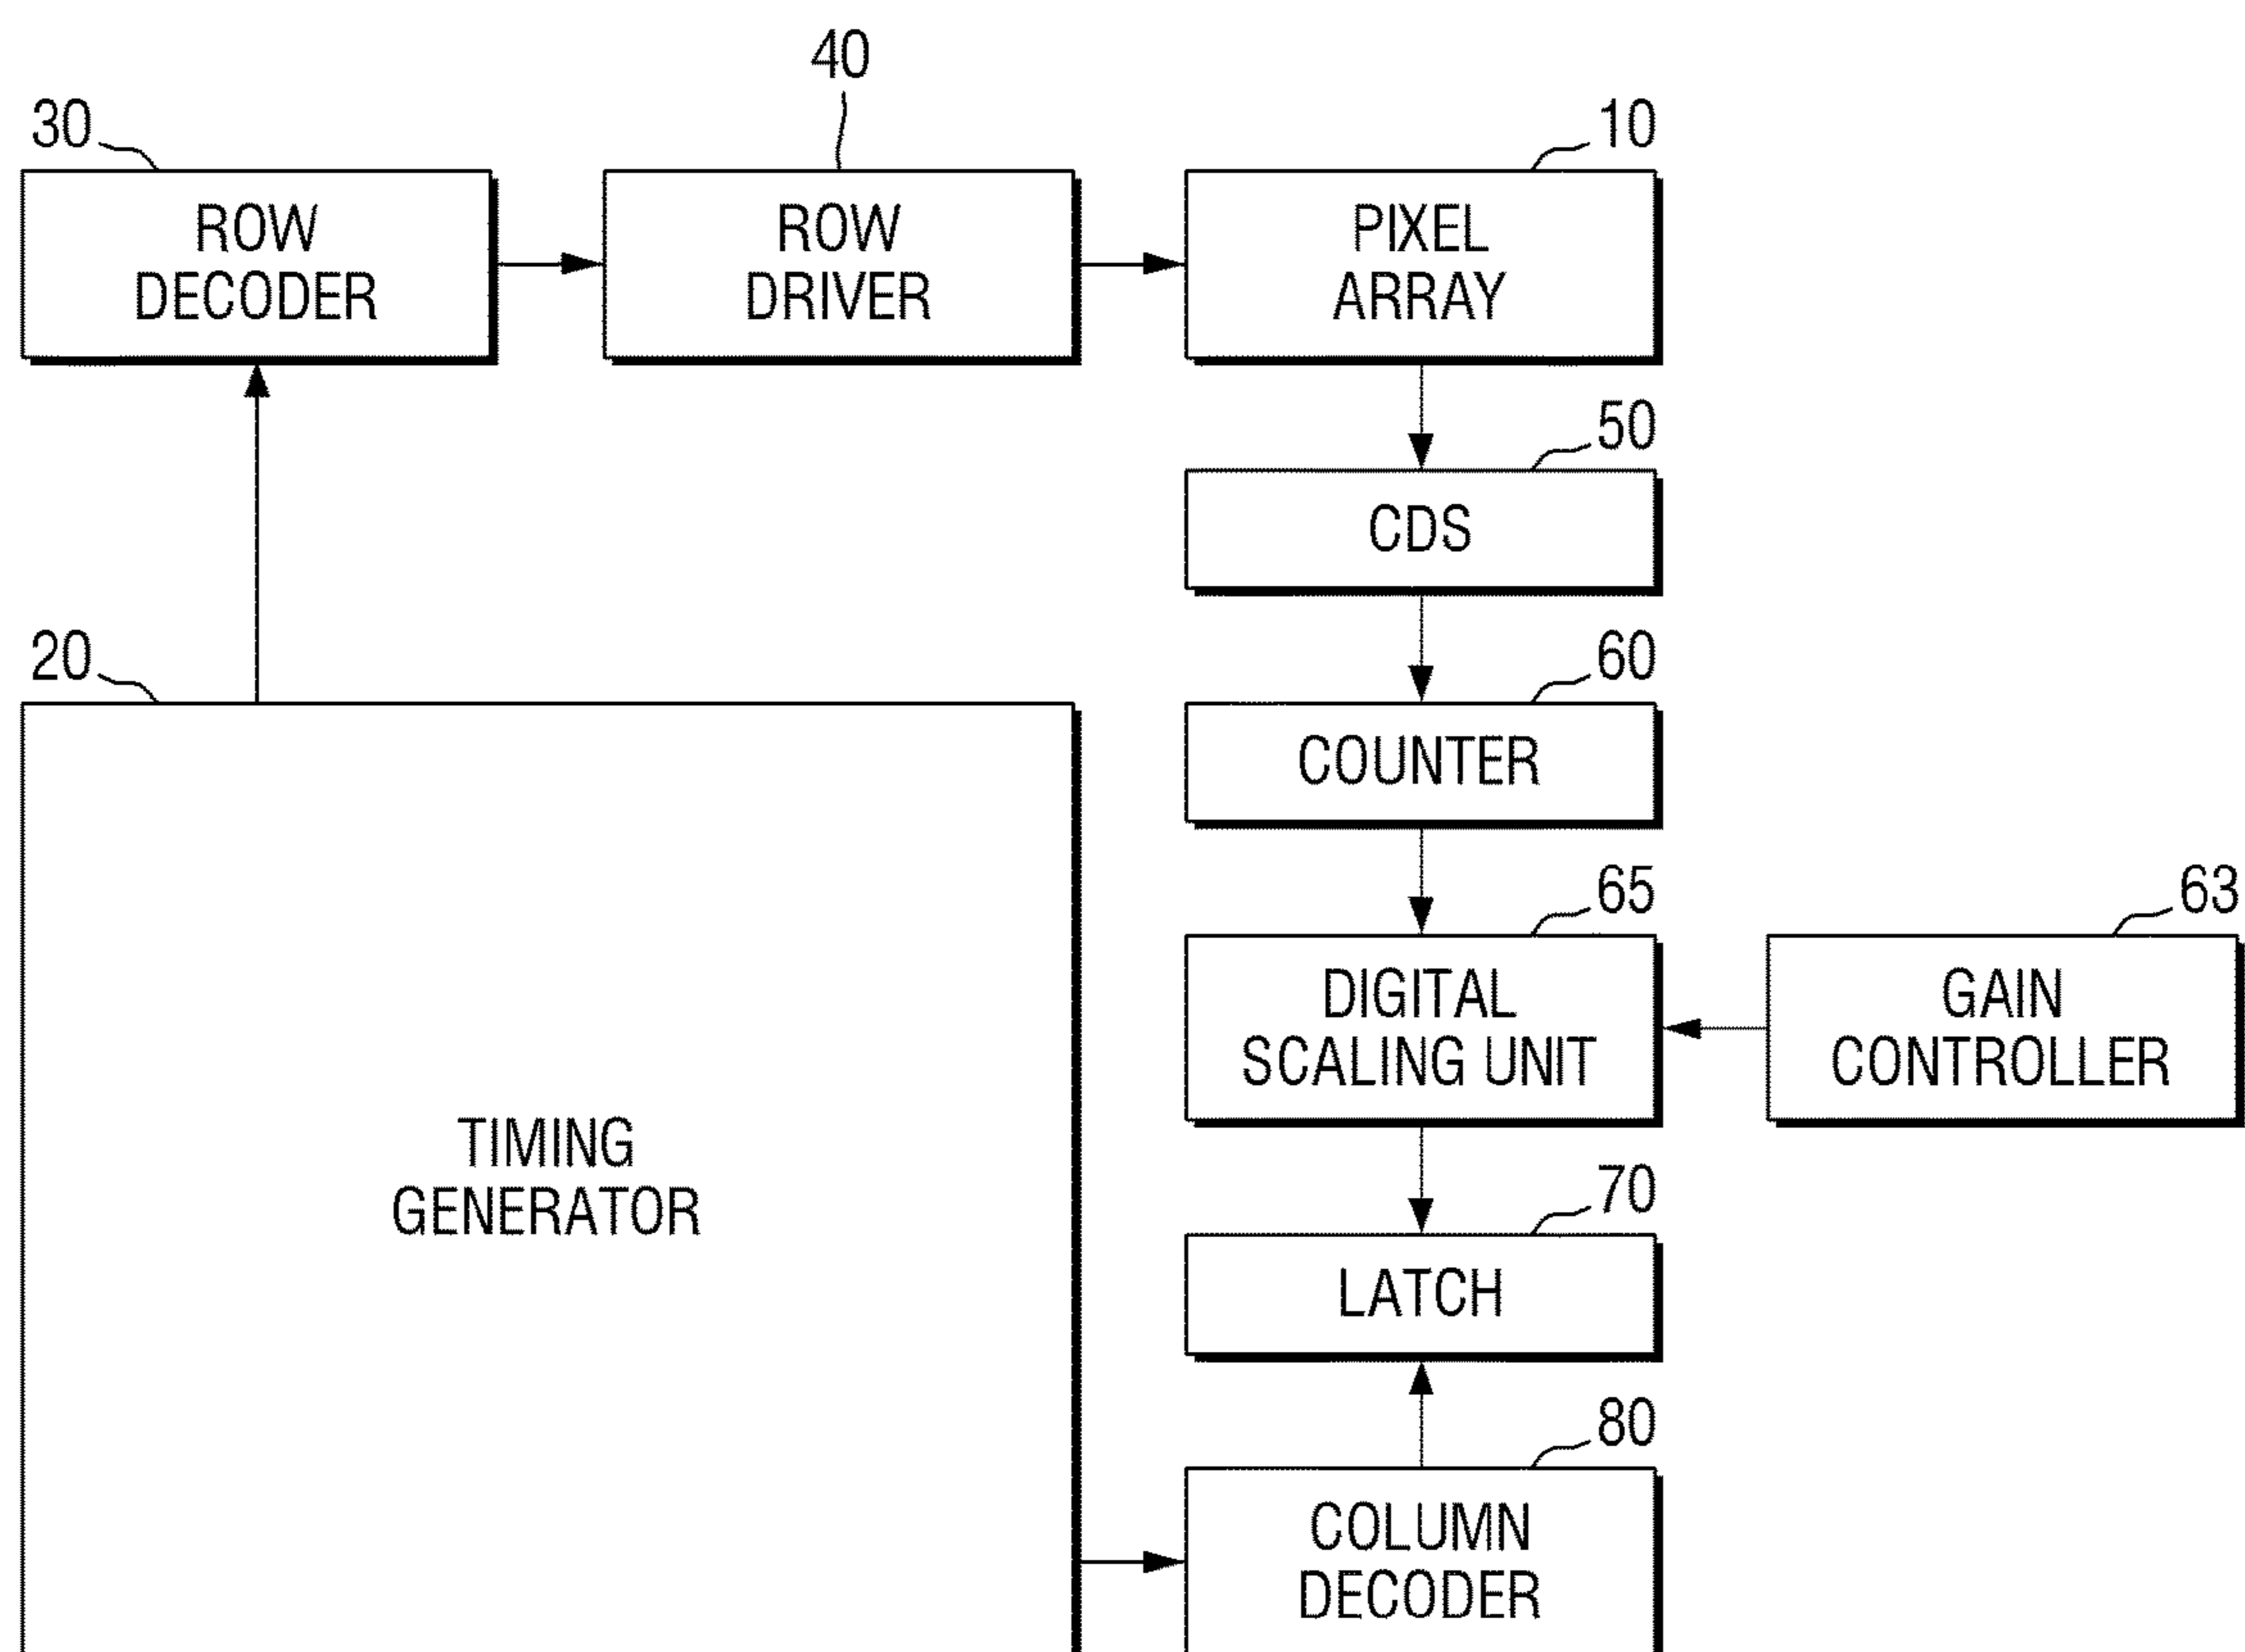 40
30
10
ROW
DECODER
ROW
DRIVER
PIXEL
ARRAY
50
CDS
20
60
COUNTER
65
63
DIGITAL
SCALING UNIT
GAIN
CONTROLLER
TIMING
GENERATOR
70
LATCH
80
COLUMN
DECODER